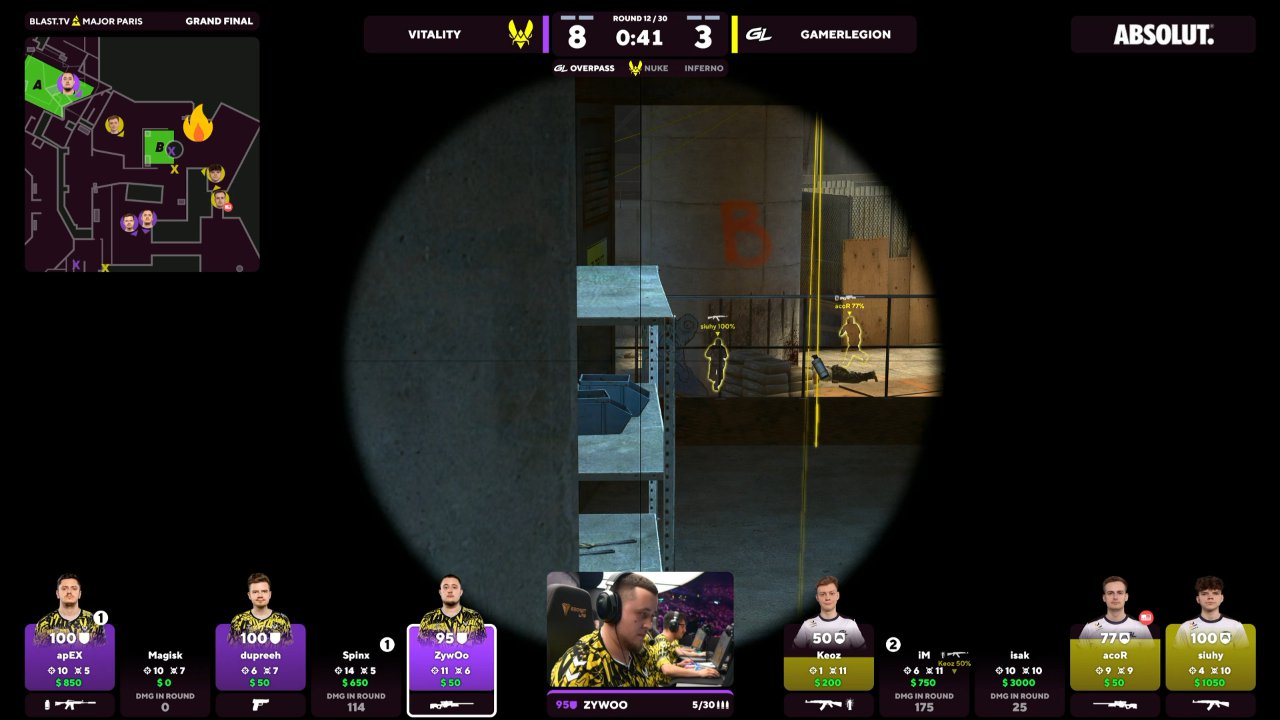 BLAST.TV MAJOR PARIS
GRAND FINAL
VITALITY
8
ROUND 12 / 30
0:41
3
GL
GAMERLEGION
ABSOLUT.
GL OVERPASS
NUKE
INFERNO
A
B
X
X
X
X
B
siuhy 100%
acoR 77%
100
apEX
10 5
$ 850
1
Magisk
10 7
$ 0
DMG IN ROUND
0
100
dupreeh
6 7
$ 50
Spinx
14 5
$ 650
DMG IN ROUND
114
1
95
ZywOo
11 6
$ 50
95 ZYWOO
5/30
50
Keoz
1 11
$ 200
2
iM
6 11
$ 750
DMG IN ROUND
175
Keoz 50%
isak
10 10
$ 3000
DMG IN ROUND
25
77
acoR
9 9
$ 50
100
siuhy
4 10
$ 1050